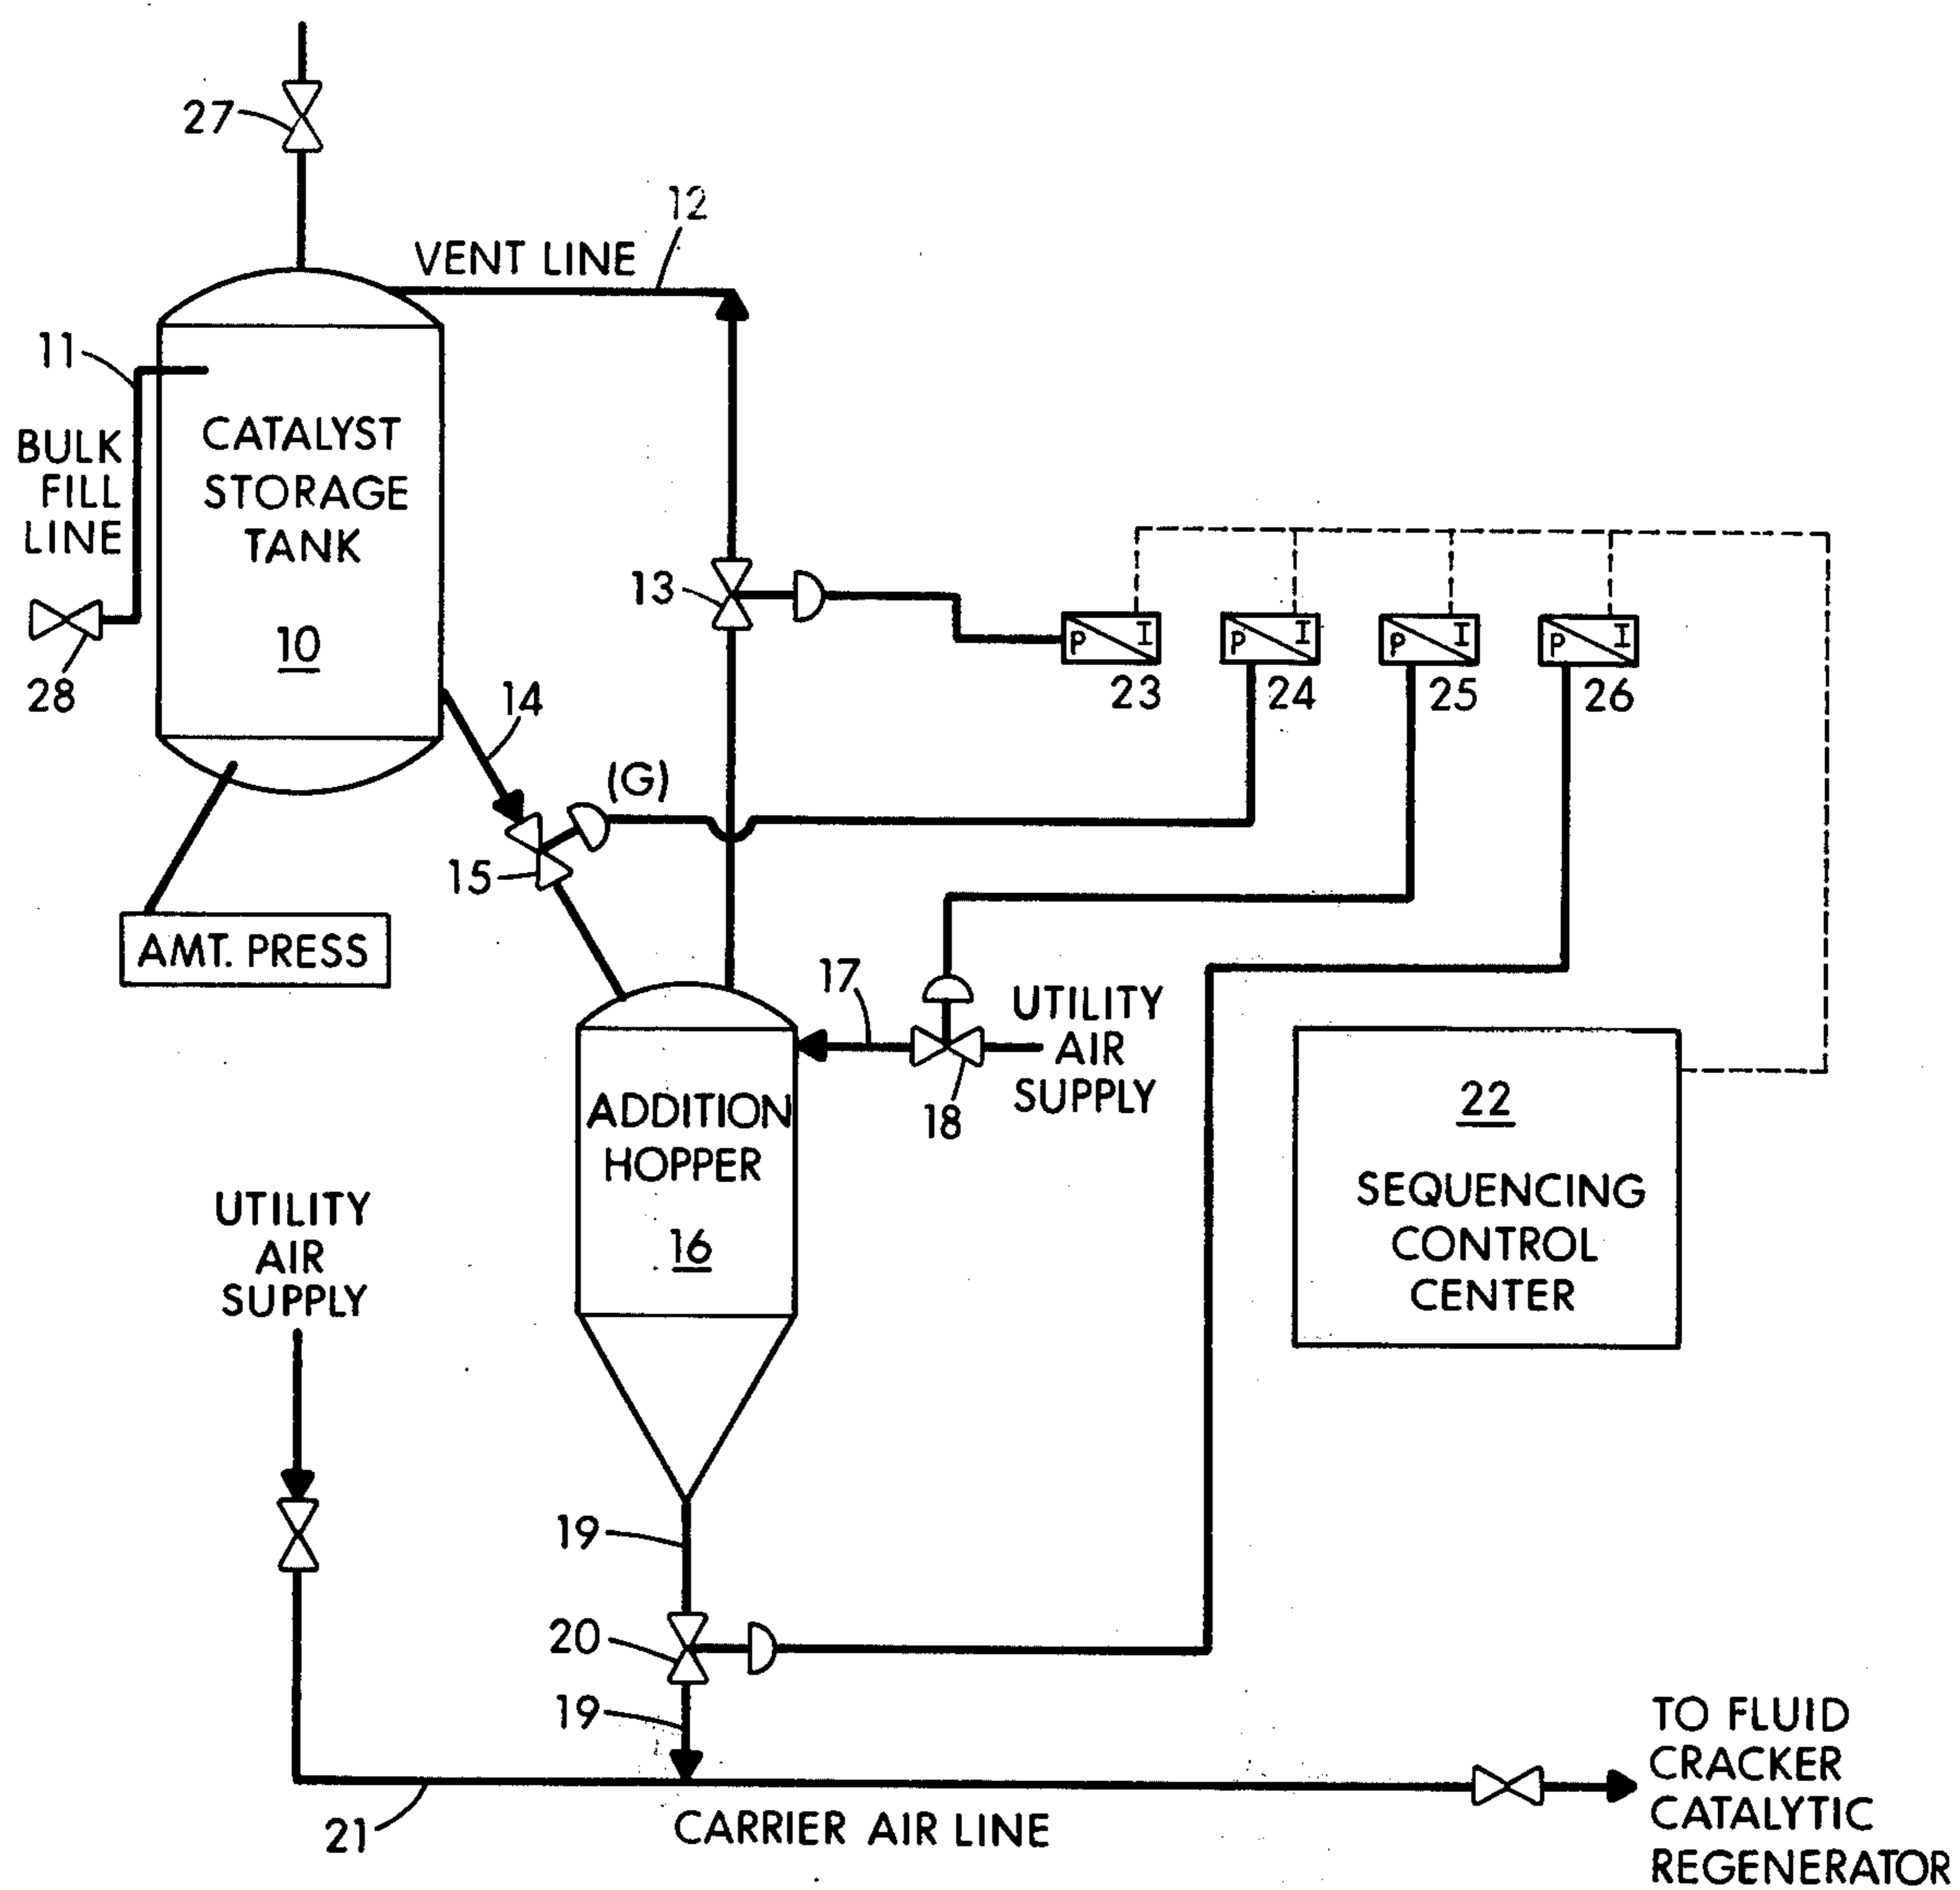 27
12
VENT LINE
11
BULK
FILL
LINE
CATALYST
STORAGE
TANK
10
28
13
P I
P I
P I
P I
23
24
25
26
14
(G)
15
AMT. PRESS
17
UTILITY
AIR
SUPPLY
18
ADDITION
HOPPER
16
22
SEQUENCING
CONTROL
CENTER
UTILITY
AIR
SUPPLY
19
20
19
21
CARRIER AIR LINE
TO FLUID
CRACKER
CATALYTIC
REGENERATOR